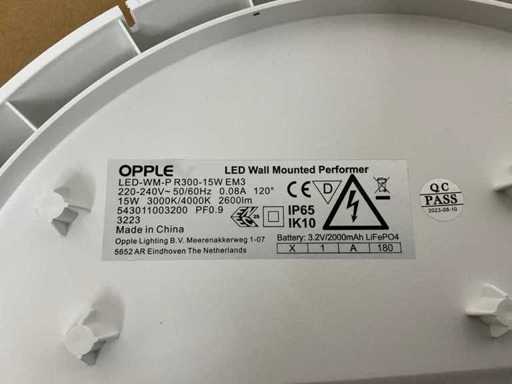 OPPLE
LED Wall Mounted Performer
LED-WM-P R300-15W EM3
220-240V~ 50/60Hz 0.08A 120°
15W 3000K/4000K 2600lm
543011003200 PF0.9
3223
Made in China
Opple Lighting B.V. Meerenakkerweg 1-07
5652 AR Eindhoven The Netherlands
CE
D
25
IP65
IK10
Battery: 3.2V/2000mAh LiFePO4
X 1 A 180
QC
PASS
2023-08-10